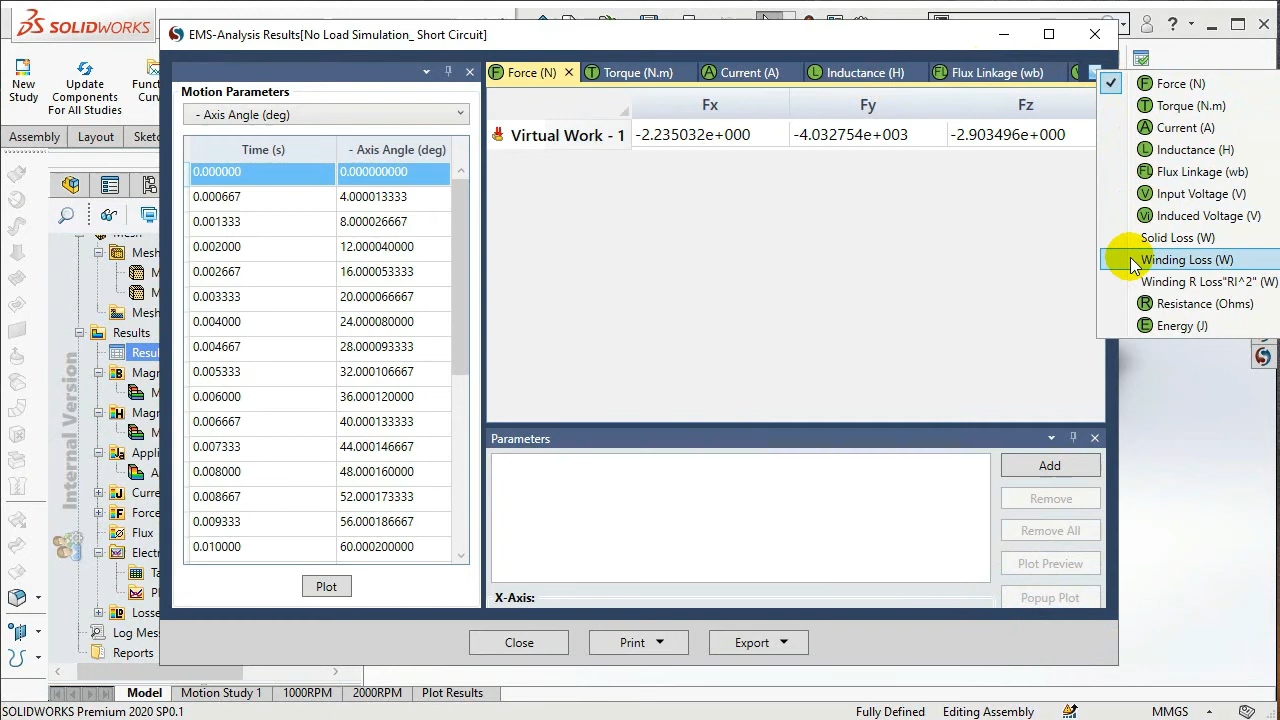 SOLIDWORKS
EMS-Analysis Results[No Load Simulation_ Short Circuit]
New
Study
Update
Components
For All Studies
Assembly
Layout
Motion Parameters
- Axis Angle (deg)
Time (s)
- Axis Angle (deg)
0.000000
0.000000000
0.000667
4.000013333
0.001333
8.000026667
0.002000
12.000040000
0.002667
16.000053333
0.003333
20.000066667
0.004000
24.000080000
0.004667
28.000093333
0.005333
32.000106667
0.006000
36.000120000
0.006667
40.000133333
0.007333
44.000146667
0.008000
48.000160000
0.008667
52.000173333
0.009333
56.000186667
0.010000
60.000200000
Plot
Force (N)
Torque (N.m)
Current (A)
Inductance (H)
Flux Linkage (wb)
Fx
Fy
Fz
Virtual Work - 1
-2.235032e+000
-4.032754e+003
-2.903496e+000
Force (N)
Torque (N.m)
Current (A)
Inductance (H)
Flux Linkage (wb)
Input Voltage (V)
Induced Voltage (V)
Solid Loss (W)
Winding Loss (W)
Winding R Loss"RI^2" (W)
Resistance (Ohms)
Energy (J)
Parameters
Add
Remove
Remove All
Plot Preview
Popup Plot
X-Axis:
Close
Print
Export
Mesh
Results
Flux
Log Mess
Reports
Internal Version
Model
Motion Study 1
1000RPM
2000RPM
Plot Results
SOLIDWORKS Premium 2020 SP0.1
Fully Defined
Editing Assembly
MMGS